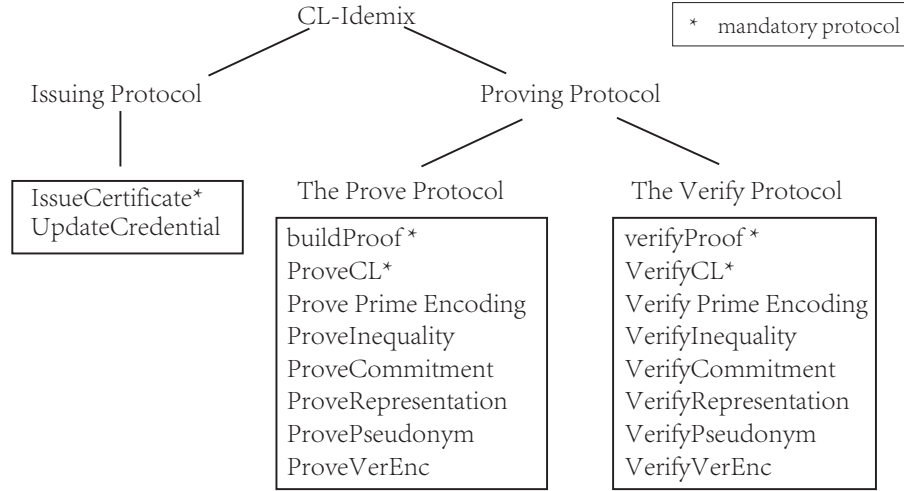 CL-Idemix
* mandatory protocol
Issuing Protocol
Proving Protocol
IssueCertificate*
UpdateCredential
The Prove Protocol
buildProof *
ProveCL*
Prove Prime Encoding
ProveInequality
ProveCommitment
ProveRepresentation
ProvePseudonym
ProveVerEnc
The Verify Protocol
verifyProof *
VerifyCL*
Verify Prime Encoding
VerifyInequality
VerifyCommitment
VerifyRepresentation
VerifyPseudonym
VerifyVerEnc